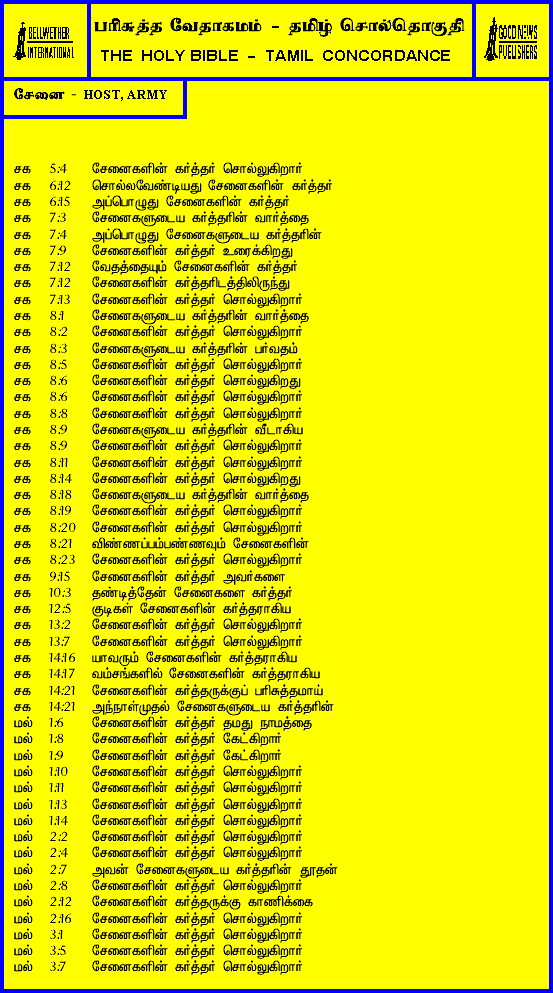 BELLWETHER INTERNATIONAL
பரிசுத்த வேதாகமம் - தமிழ் சொல்தொகுதி
THE HOLY BIBLE - TAMIL CONCORDANCE
GOOD NEWS PUBLISHERS
சேனை - HOST, ARMY
சக 5:4 சேனைகளின் கர்த்தர் சொல்லுகிறார்
சக 6:12 சொல்லவேண்டியது சேனைகளின் கர்த்தர்
சக 6:15 அப்பொழுது சேனைகளின் கர்த்தர்
சக 7:3 சேனைகளுடைய கர்த்தரின் வார்த்தை
சக 7:4 அப்பொழுது சேனைகளுடைய கர்த்தரின்
சக 7:9 சேனைகளின் கர்த்தர் உரைக்கிறது
சக 7:12 வேதத்தையும் சேனைகளின் கர்த்தர்
சக 7:12 சேனைகளின் கர்த்தரிடத்திலிருந்து
சக 7:13 சேனைகளின் கர்த்தர் சொல்லுகிறார்
சக 8:1 சேனைகளுடைய கர்த்தரின் வார்த்தை
சக 8:2 சேனைகளின் கர்த்தர் சொல்லுகிறார்
சக 8:3 சேனைகளுடைய கர்த்தரின் பர்வதம்
சக 8:5 சேனைகளின் கர்த்தர் சொல்லுகிறார்
சக 8:6 சேனைகளின் கர்த்தர் சொல்லுகிறது
சக 8:6 சேனைகளின் கர்த்தர் சொல்லுகிறார்
சக 8:8 சேனைகளின் கர்த்தர் சொல்லுகிறார்
சக 8:9 சேனைகளுடைய கர்த்தரின் வீடாகிய
சக 8:9 சேனைகளின் கர்த்தர் சொல்லுகிறார்
சக 8:11 சேனைகளின் கர்த்தர் சொல்லுகிறார்
சக 8:14 சேனைகளின் கர்த்தர் சொல்லுகிறது
சக 8:18 சேனைகளுடைய கர்த்தரின் வார்த்தை
சக 8:19 சேனைகளின் கர்த்தர் சொல்லுகிறார்
சக 8:20 சேனைகளின் கர்த்தர் சொல்லுகிறார்
சக 8:21 விண்ணப்பம்பண்ணவும் சேனைகளின்
சக 8:23 சேனைகளின் கர்த்தர் சொல்லுகிறார்
சக 9:15 சேனைகளின் கர்த்தர் அவர்களை
சக 10:3 தண்டித்தேன் சேனைகளை கர்த்தர்
சக 12:5 குடிகள் சேனைகளின் கர்த்தராகிய
சக 13:2 சேனைகளின் கர்த்தர் சொல்லுகிறார்
சக 13:7 சேனைகளின் கர்த்தர் சொல்லுகிறார்
சக 14:16 யாவரும் சேனைகளின் கர்த்தராகிய
சக 14:17 வம்சங்களில் சேனைகளின் கர்த்தராகிய
சக 14:21 சேனைகளின் கர்த்தருக்குப் பரிசுத்தமாய்
சக 14:21 அந்நாள்முதல் சேனைகளுடைய கர்த்தரின்
மல் 1:6 சேனைகளின் கர்த்தர் தமது நாமத்தை
மல் 1:8 சேனைகளின் கர்த்தர் கேட்கிறார்
மல் 1:9 சேனைகளின் கர்த்தர் கேட்கிறார்
மல் 1:10 சேனைகளின் கர்த்தர் சொல்லுகிறார்
மல் 1:11 சேனைகளின் கர்த்தர் சொல்லுகிறார்
மல் 1:13 சேனைகளின் கர்த்தர் சொல்லுகிறார்
மல் 1:14 சேனைகளின் கர்த்தர் சொல்லுகிறார்
மல் 2:2 சேனைகளின் கர்த்தர் சொல்லுகிறார்
மல் 2:4 சேனைகளின் கர்த்தர் சொல்லுகிறார்
மல் 2:7 அவன் சேனைகளுடைய கர்த்தரின் தூதன்
மல் 2:8 சேனைகளின் கர்த்தர் சொல்லுகிறார்
மல் 2:12 சேனைகளின் கர்த்தருக்கு காணிக்கை
மல் 2:16 சேனைகளின் கர்த்தர் சொல்லுகிறார்
மல் 3:1 சேனைகளின் கர்த்தர் சொல்லுகிறார்
மல் 3:5 சேனைகளின் கர்த்தர் சொல்லுகிறார்
மல் 3:7 சேனைகளின் கர்த்தர் சொல்லுகிறார்